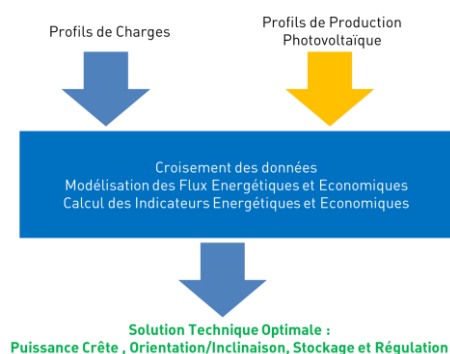 Profils de Charges
Profils de Production
Photovoltaïque
Croisement des données
Modélisation des Flux Energétiques et Economiques
Calcul des Indicateurs Energétiques et Economiques
Solution Technique Optimale :
Puissance Crête , Orientation/Inclinaison, Stockage et Régulation